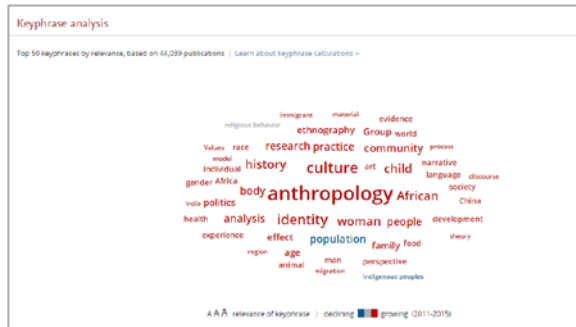 Keyphrase analysis
Top 50 keyphrases by relevance, based on 44,039 publications | Learn about keyphrase calculations »
immigrant material
religious behavior evidence
ethnography Group world
Values race research practice community process
model
individual history culture art child narrative
language discourse
gender Africa body anthropology African society
India politics China
health analysis identity woman people development
experience effect population family food theory
region age man perspective
animal migration indigenous peoples
AAA relevance of keyphrase | declining growing (2011-2015)